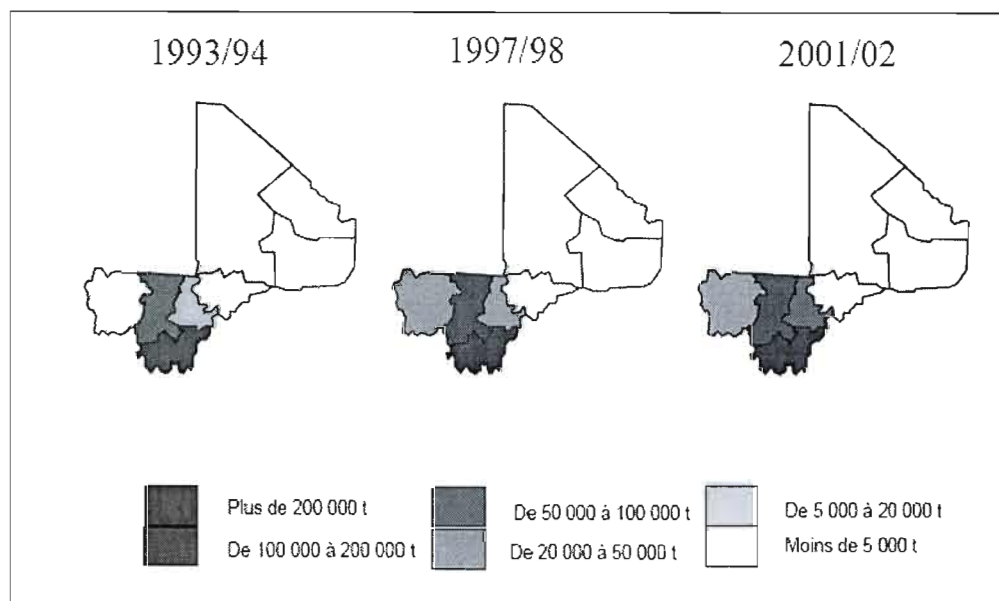 1993/94 1997/98 2001/02
Plus de 200 000 t
De 100 000 à 200 000 t
De 50 000 à 100 000 t
De 20 000 à 50 000 t
De 5 000 à 20 000 t
Moins de 5 000 t